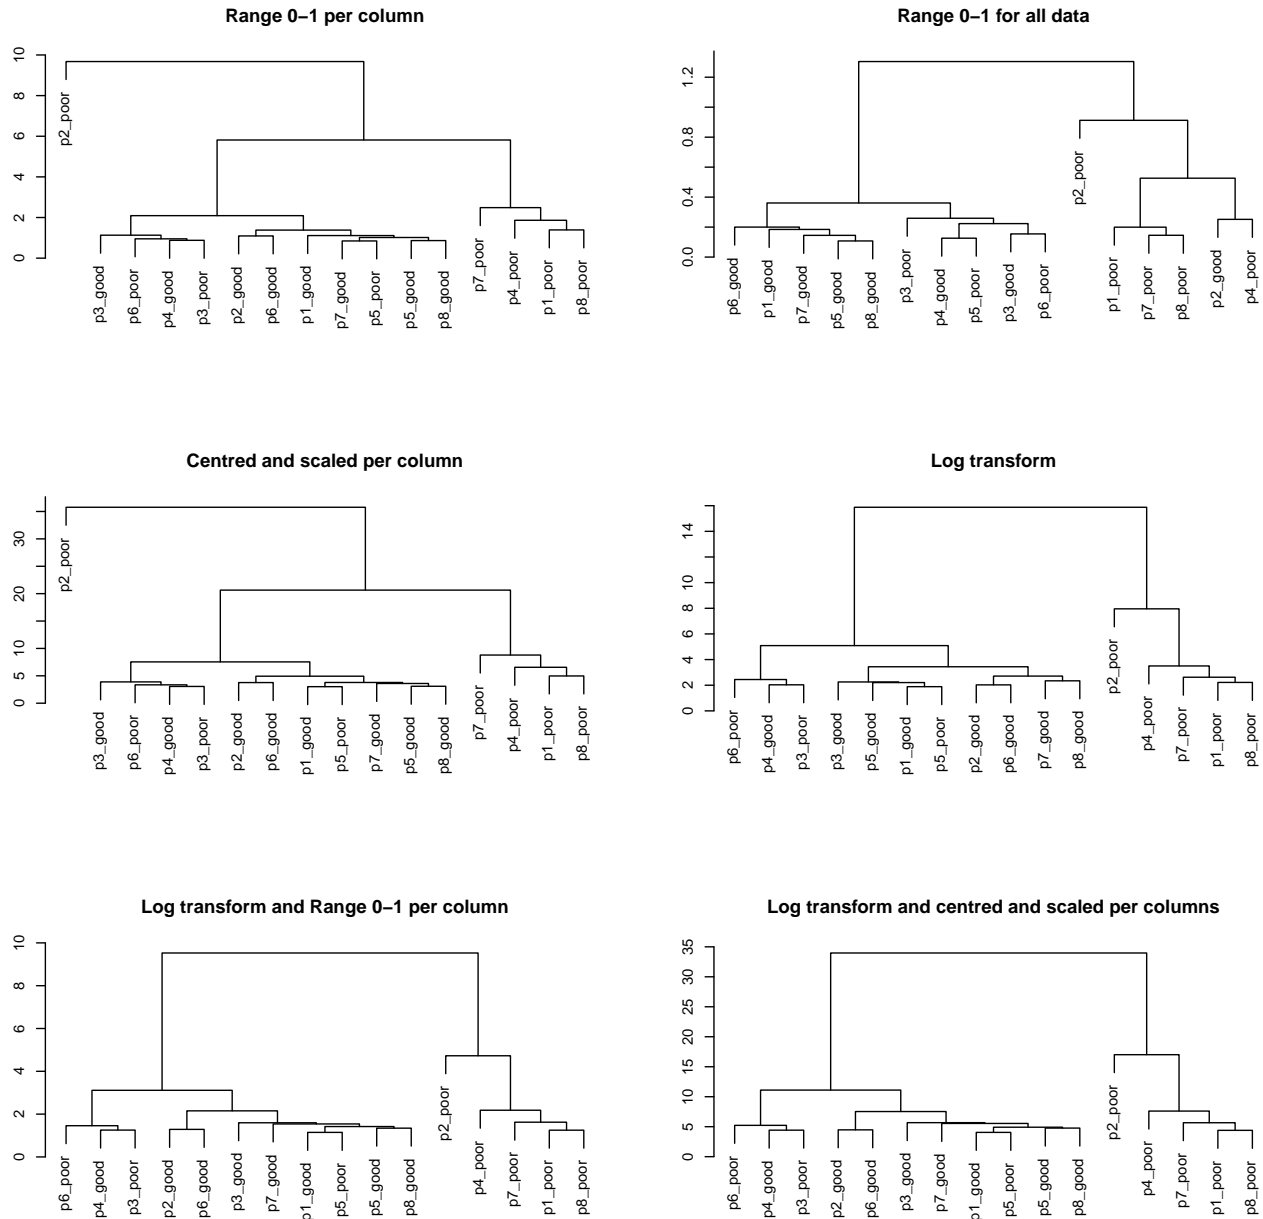 Range 0–1 per column
10
8
6
4
2
0
p2_poor
p3_good
p6_poor
p4_good
p3_poor
p2_good
p6_good
p1_good
p7_good
p5_poor
p5_good
p8_good
p7_poor
p4_poor
p1_poor
p8_poor
Range 0–1 for all data
1.2
0.8
0.4
0.0
p6_good
p1_good
p7_good
p5_good
p8_good
p3_poor
p4_good
p5_poor
p3_good
p6_poor
p2_poor
p1_poor
p7_poor
p8_poor
p2_good
p4_poor
Centred and scaled per column
30
20
10
5
0
p2_poor
p3_good
p6_poor
p4_good
p3_poor
p2_good
p6_good
p1_good
p5_poor
p7_good
p5_good
p8_good
p7_poor
p4_poor
p1_poor
p8_poor
Log transform
14
10
8
6
4
2
0
p6_poor
p4_good
p3_poor
p3_good
p5_good
p1_good
p5_poor
p2_good
p6_good
p7_good
p8_good
p2_poor
p4_poor
p7_poor
p1_poor
p8_poor
Log transform and Range 0–1 per column
10
8
6
4
2
0
p6_poor
p4_good
p3_poor
p2_good
p6_good
p3_good
p7_good
p1_good
p5_poor
p5_good
p8_good
p2_poor
p4_poor
p7_poor
p1_poor
p8_poor
Log transform and centred and scaled per columns
35
30
25
20
15
10
5
0
p6_poor
p4_good
p3_poor
p2_good
p6_good
p3_good
p7_good
p1_good
p5_poor
p5_good
p8_good
p2_poor
p4_poor
p7_poor
p1_poor
p8_poor